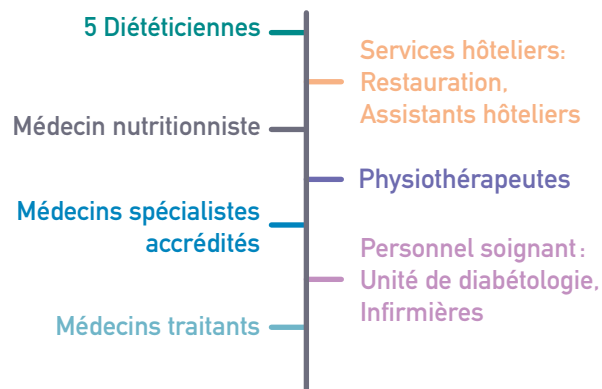 5 Diététiciennes
Services hôteliers:
Restauration,
Assistants hôteliers
Médecin nutritionniste
Physiothérapeutes
Médecins spécialistes
accrédités
Personnel soignant:
Unité de diabétologie,
Infirmières
Médecins traitants